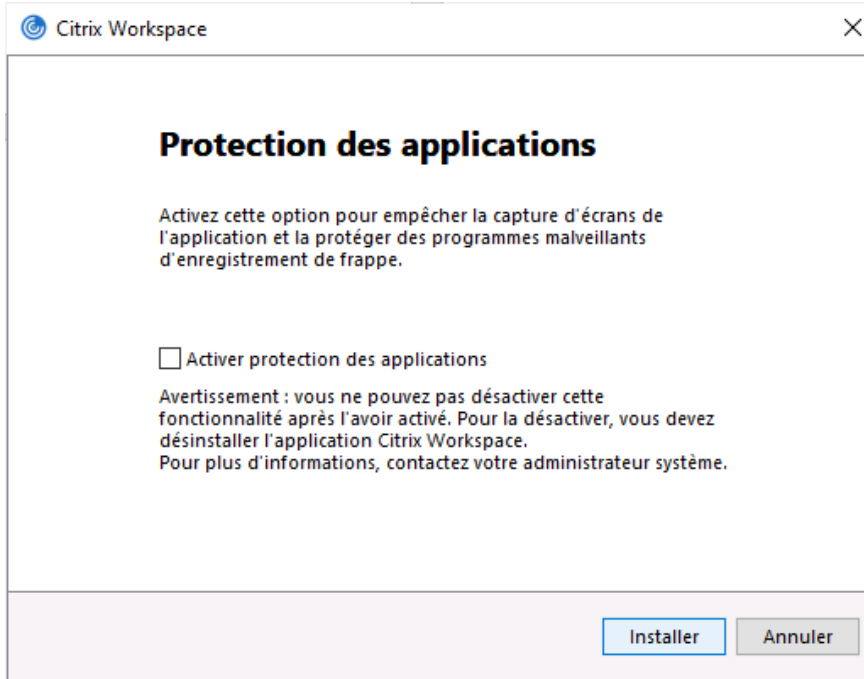 Citrix Workspace
Protection des applications
Activez cette option pour empêcher la capture d'écrans de
l'application et la protéger des programmes malveillants
d'enregistrement de frappe.
Activer protection des applications
Avertissement : vous ne pouvez pas désactiver cette
fonctionnalité après l'avoir activé. Pour la désactiver, vous devez
désinstaller l'application Citrix Workspace.
Pour plus d'informations, contactez votre administrateur système.
Installer Annuler